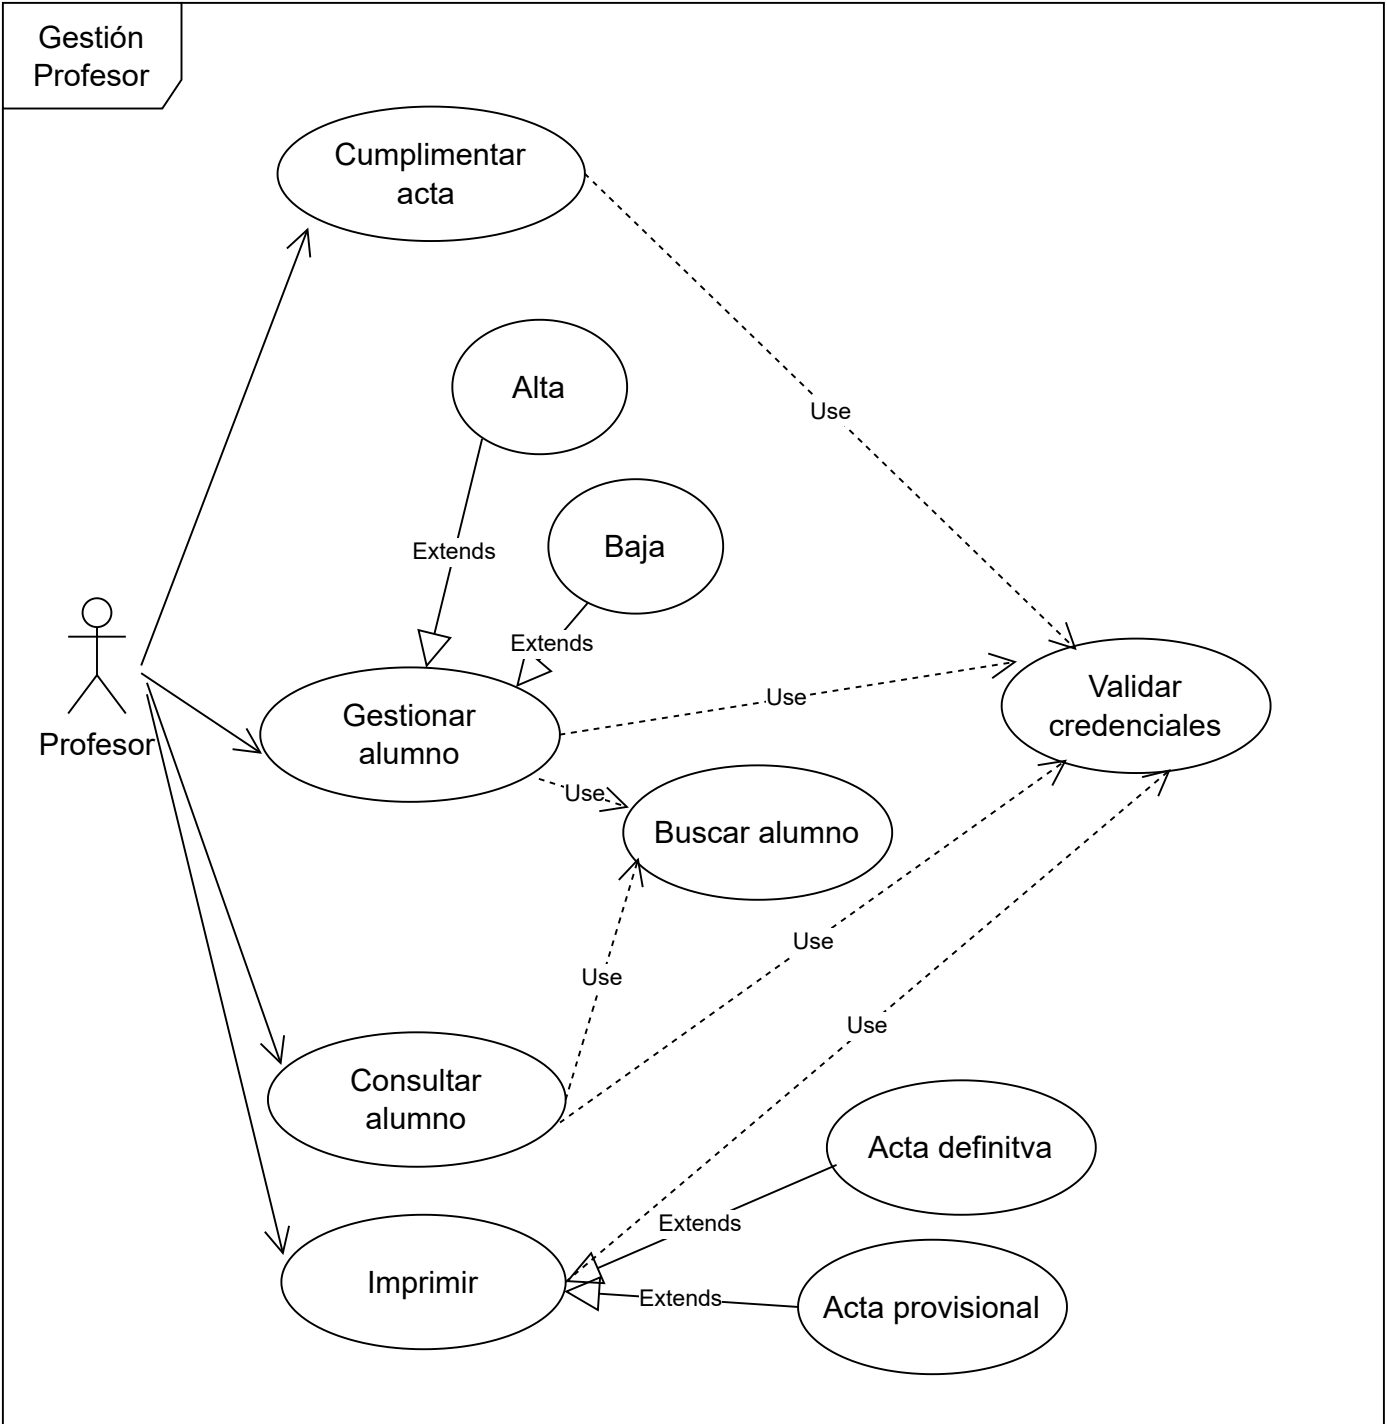 Gestión
Profesor
Cumplimentar
acta
Alta
Use
Baja
Extends
Extends
Profesor
Gestionar
alumno
Use
Validar
credenciales
Use
Buscar alumno
Use
Use
Use
Consultar
alumno
Acta definitva
Extends
Imprimir
Extends
Acta provisional